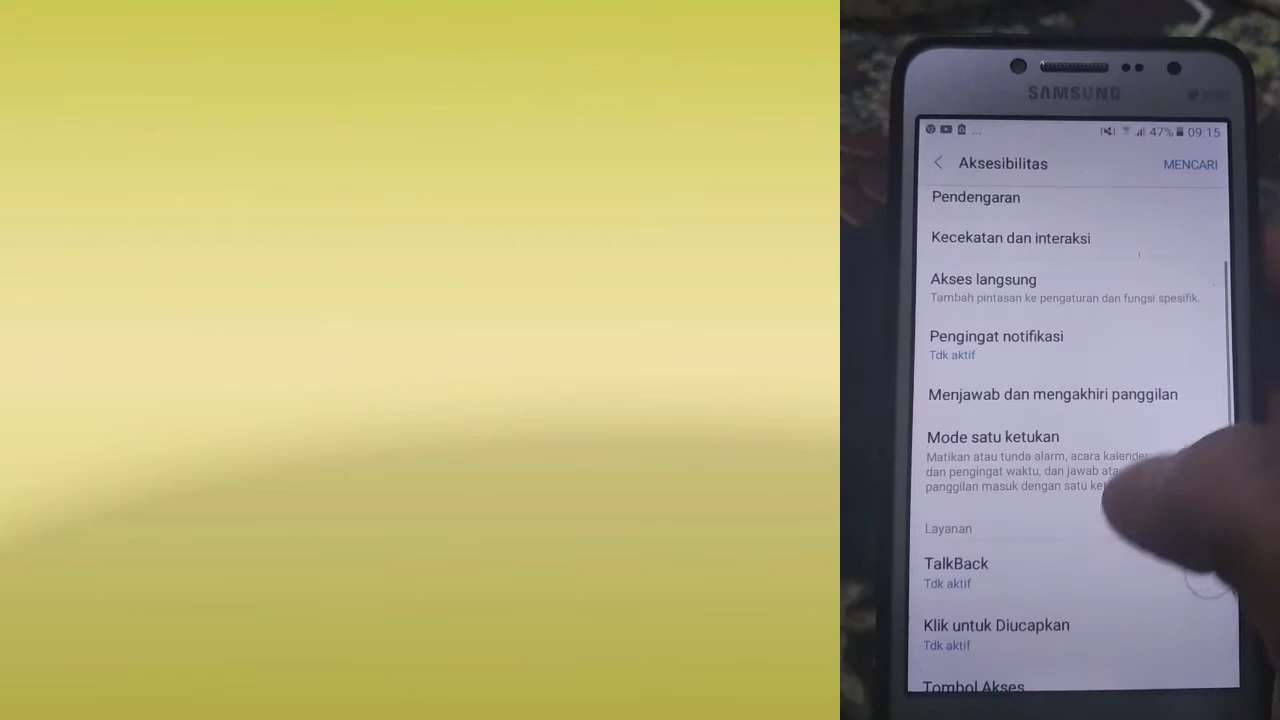 SAMSUNG
... 47% 09:15
Aksesibilitas MENCARI
Pendengaran
Kecekatan dan interaksi
Akses langsung
Tambah pintasan ke pengaturan dan fungsi spesifik.
Pengingat notifikasi
Tdk aktif
Menjawab dan mengakhiri panggilan
Mode satu ketukan
Matikan atau tunda alarm, acara kalender
dan pengingat waktu, dan jawab
panggilan masuk dengan satu
Layanan
TalkBack
Tdk aktif
Klik untuk Diucapkan
Tdk aktif
Tombol Akses